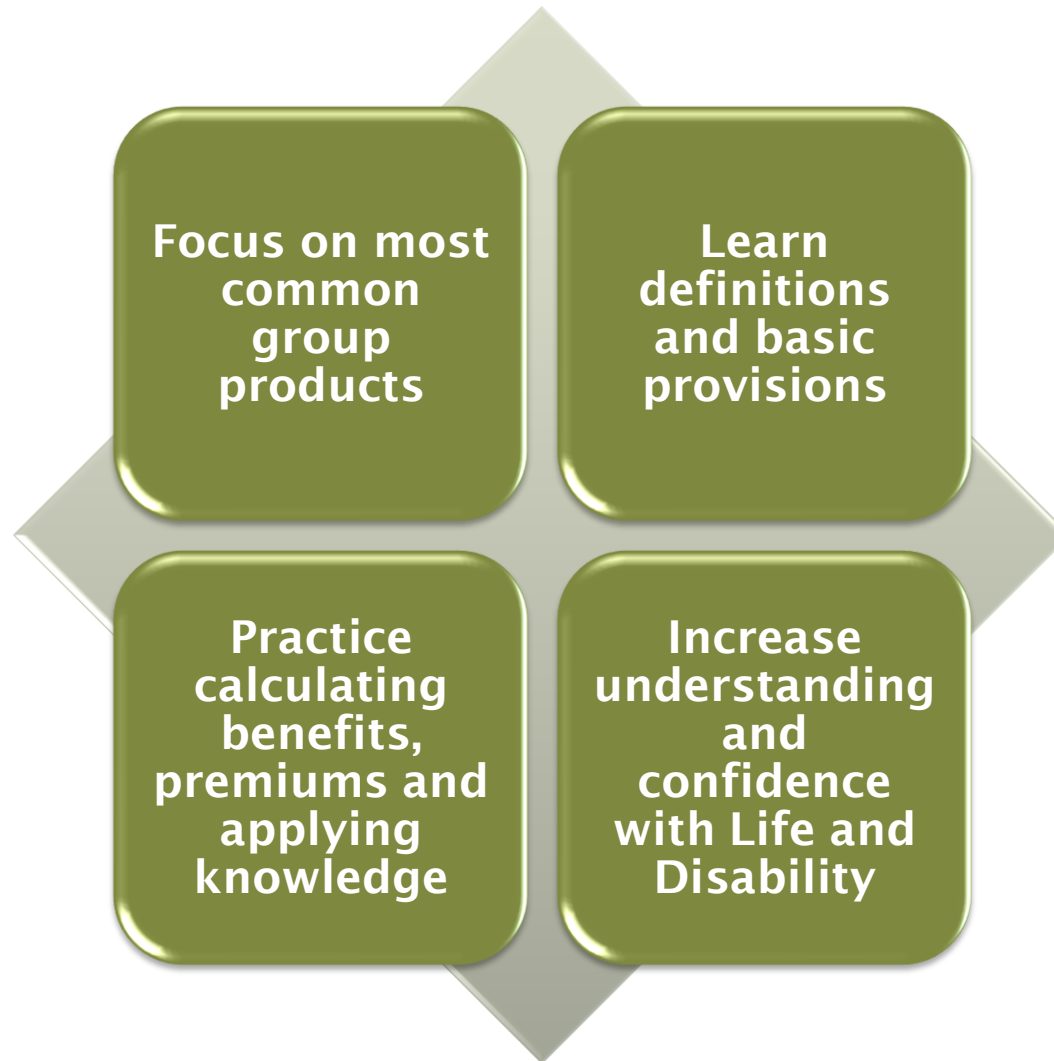 Focus on most
common
group
products
Learn
definitions
and basic
provisions
Practice
calculating
benefits,
premiums and
applying
knowledge
Increase
understanding
and
confidence
with Life and
Disability